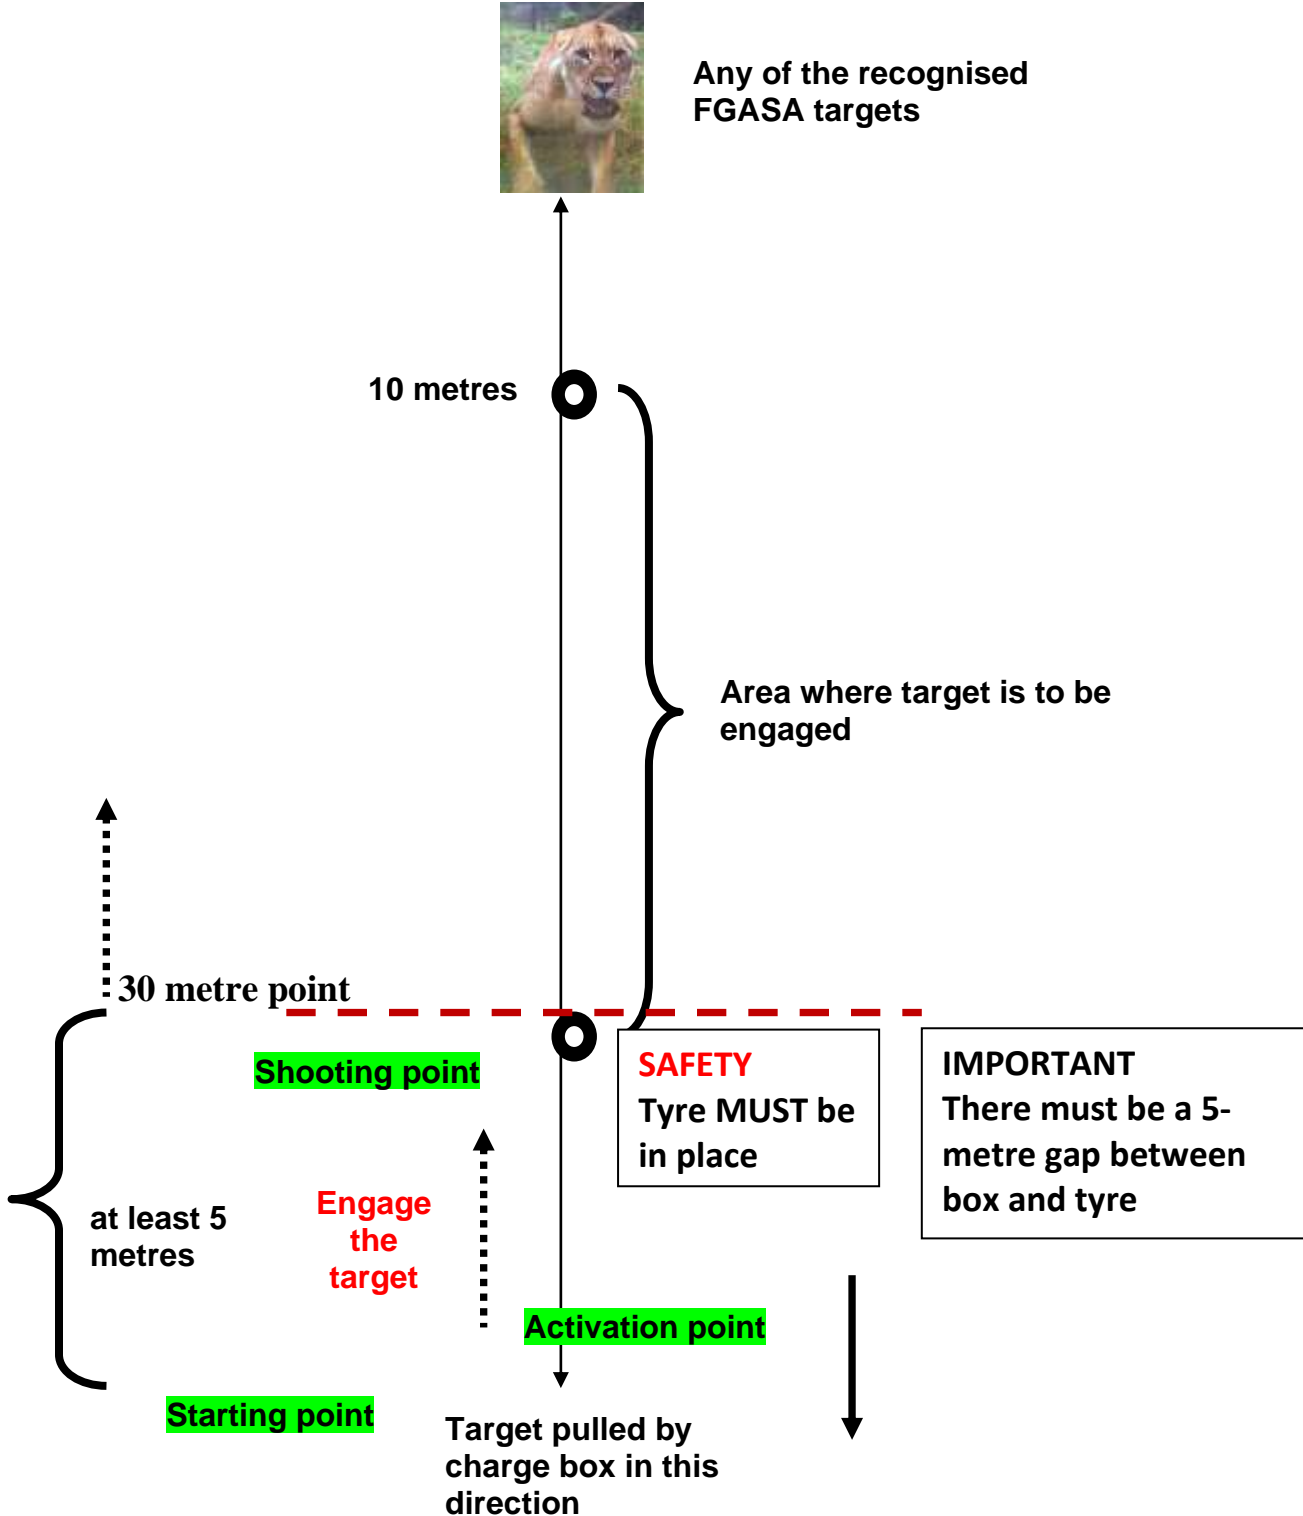 Any of the recognised
FGASA targets
10 metres
Area where target is to be
engaged
30 metre point
Shooting point
SAFETY
Tyre MUST be
in place
IMPORTANT
There must be a 5-
metre gap between
box and tyre
at least 5
metres
Engage
the
target
Activation point
Starting point
Target pulled by
charge box in this
direction